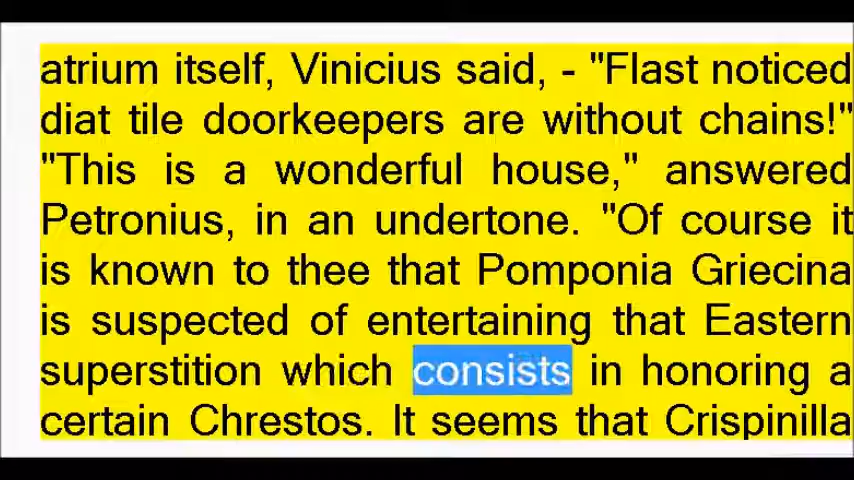 atrium itself, Vinicius said, - "Flast noticed
diat tile doorkeepers are without chains!"
"This is a wonderful house," answered
Petronius, in an undertone. "Of course it
is known to thee that Pomponia Griecina
is suspected of entertaining that Eastern
superstition which consists in honoring a
certain Chrestos. It seems that Crispinilla